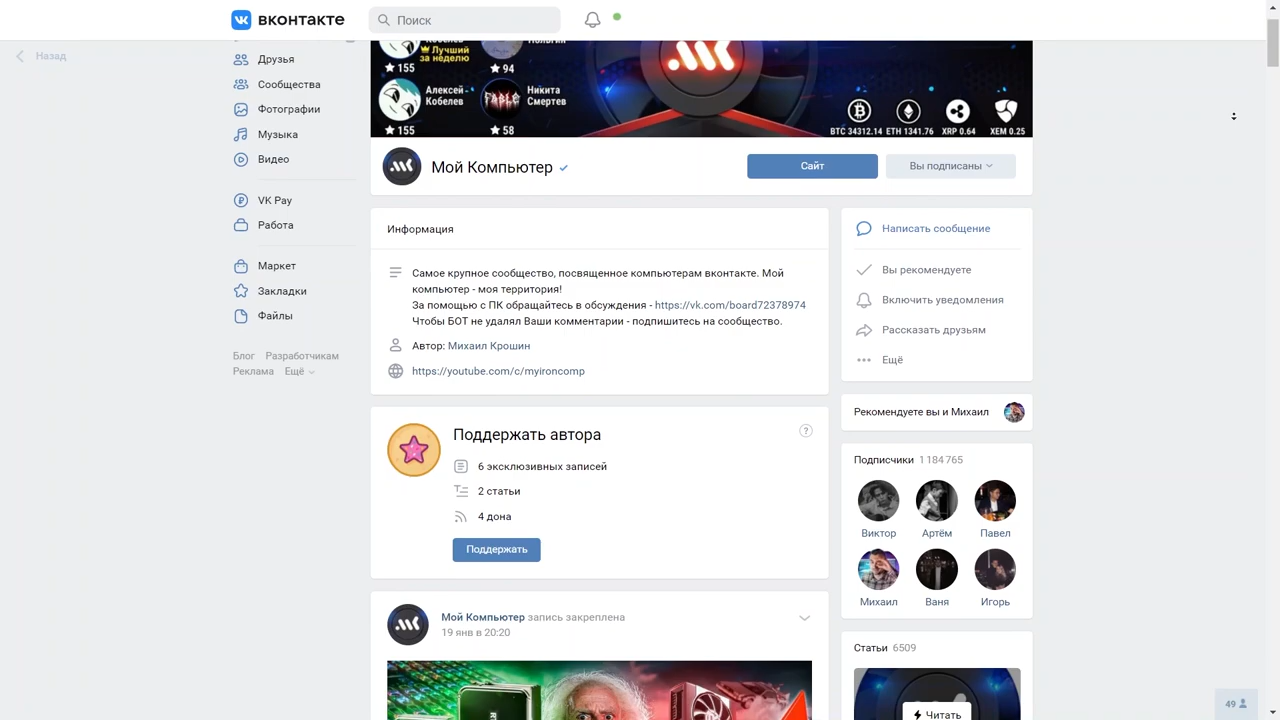 вконтакте
Поиск
Назад
Друзья
Сообщества
Фотографии
Музыка
Видео
VK Pay
Работа
Маркет
Закладки
Файлы
Блог Разработчикам
Реклама Ещё
Лучший
за неделю
155
94
Алексей
Кобелев
155
Никита
Смертев
58
BTC 34312.14 ETH 1341.76 XRP 0.64 XEM 0.25
Мой Компьютер
Сайт
Вы подписаны
Информация
Самое крупное сообщество, посвященное компьютерам вконтакте. Мой
компьютер - моя территория!
За помощью с ПК обращайтесь в обсуждения - https://vk.com/board72378974
Чтобы БОТ не удалял Ваши комментарии - подпишитесь на сообщество.
Автор: Михаил Крошин
https://youtube.com/c/myironcomp
Поддержать автора
6 эксклюзивных записей
2 статьи
4 дона
Поддержать
Мой Компьютер запись закреплена
19 янв в 20:20
Написать сообщение
Вы рекомендуете
Включить уведомления
Рассказать друзьям
Ещё
Рекомендуете вы и Михаил
Подписчики 1 184 765
Виктор Артём Павел
Михаил Ваня Игорь
Статьи 6509
Читать
49